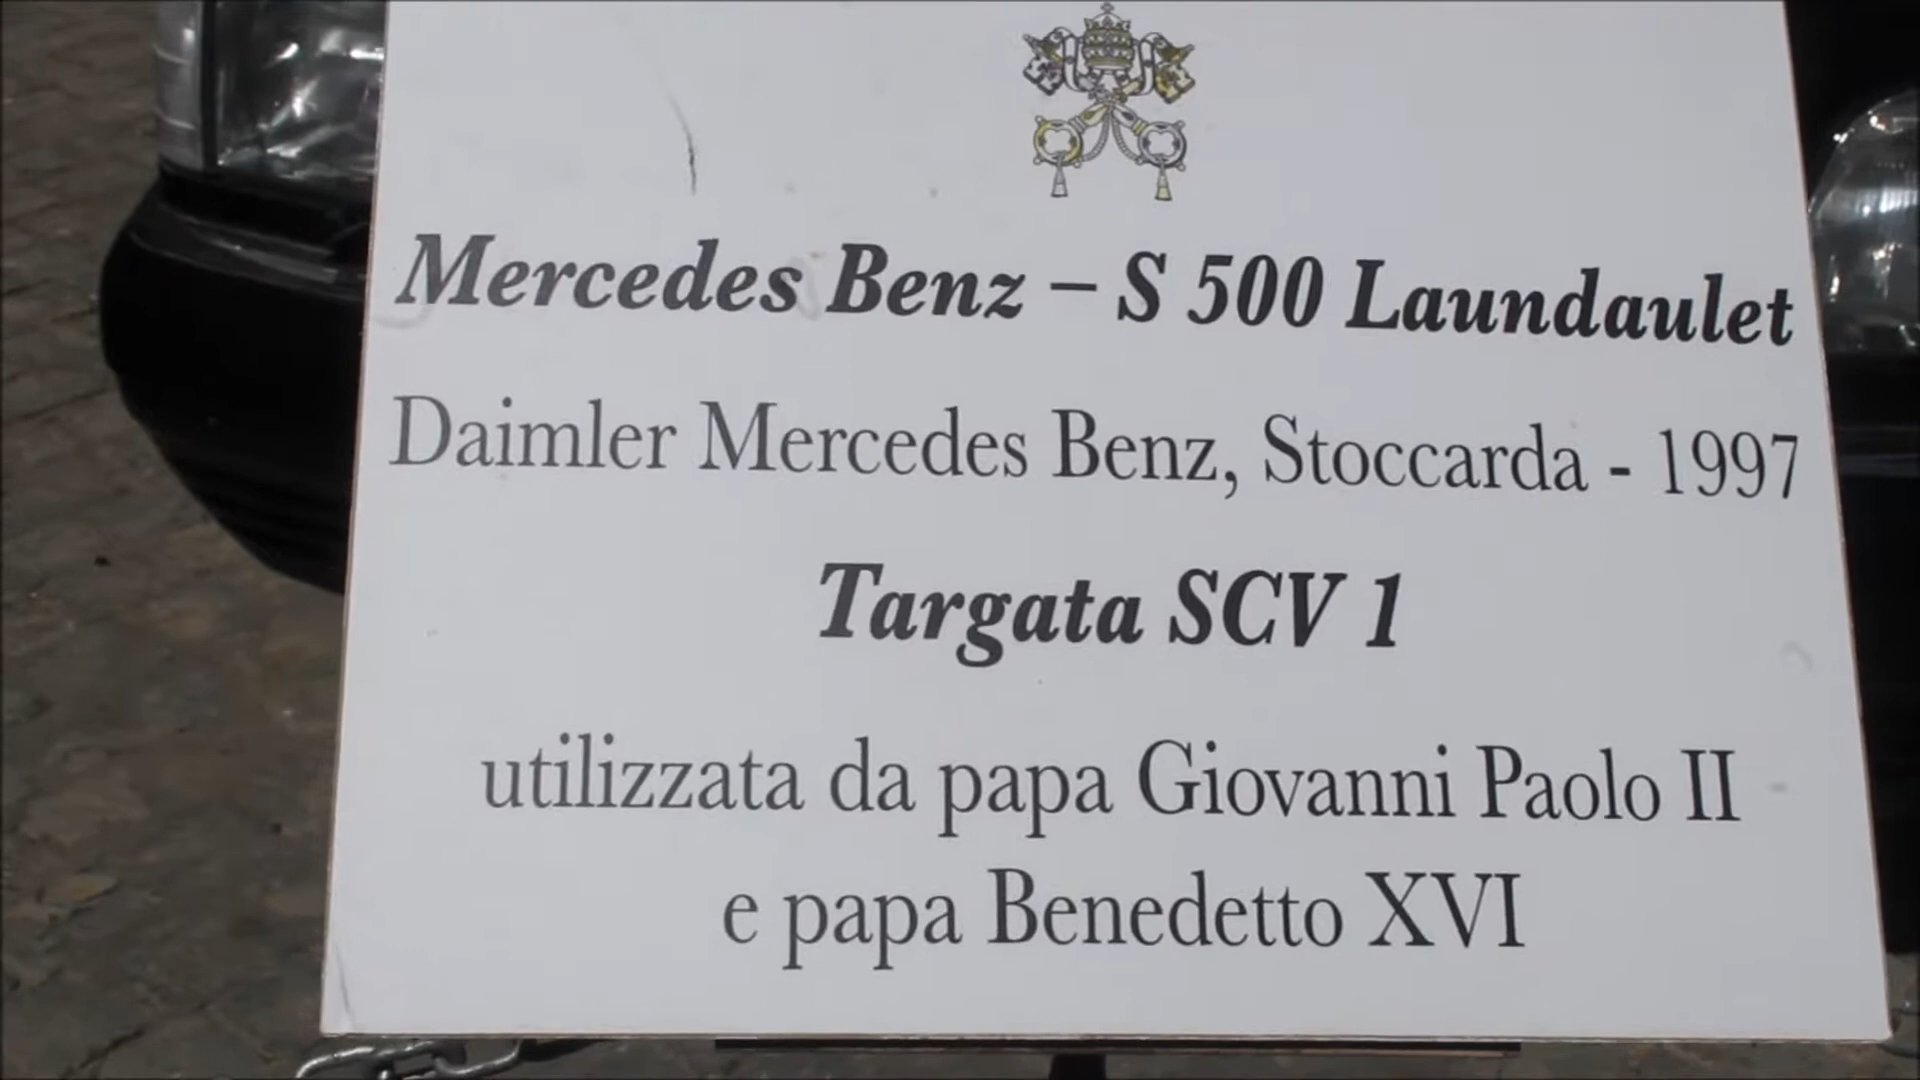 Mercedes Benz – S 500 Laundaulet
Daimler Mercedes Benz, Stoccarda - 1997
Targata SCV 1
utilizzata da papa Giovanni Paolo II
e papa Benedetto XVI